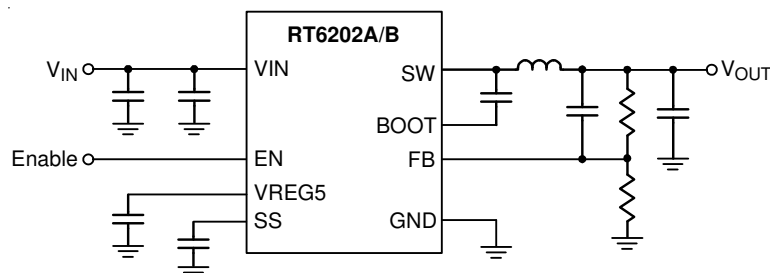 RT6202A/B
VIN
VIN
SW
VOUT
BOOT
Enable
EN
FB
VREG5
SS
GND